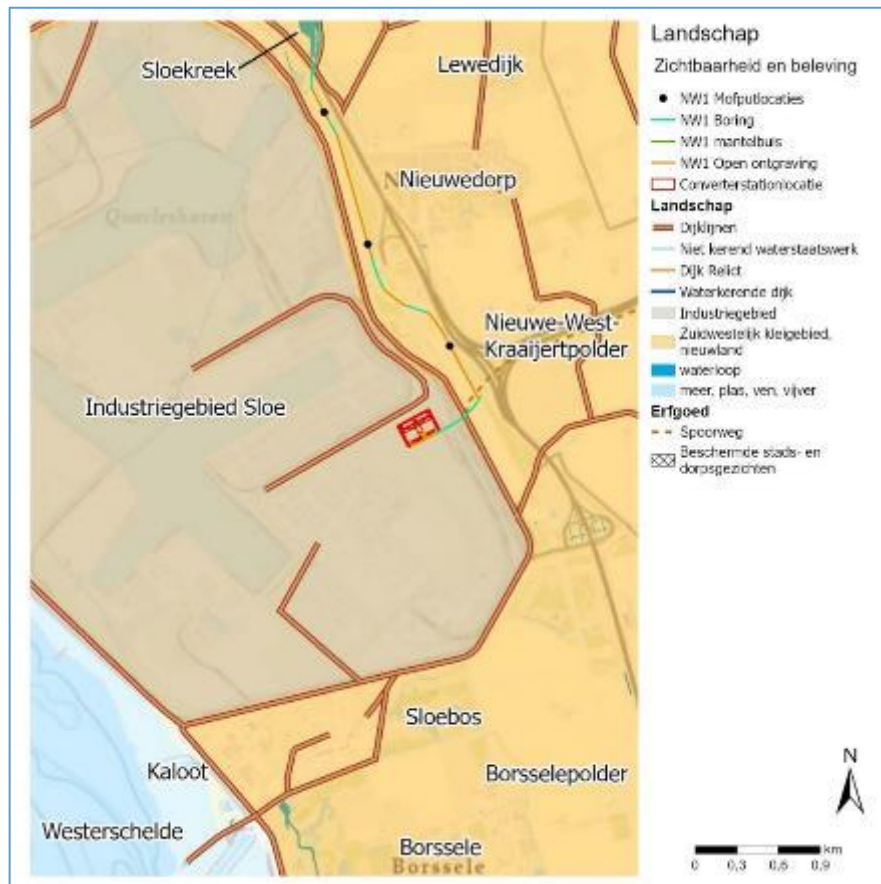 Sloekreek
Lewedijk
Nieuwedorp
Quarleshaven
Nieuwe-West-
Kraaijertpolder
Industriegebied Sloe
Sloebos
Kaloot
Borsselepolder
Westerschelde
Borssele
Borssele
Landschap
Zichtbaarheid en beleving
NW1 Mofputlocaties
NW1 Boring
NW1 mantelbuis
NW1 Open ontgraving
Converterstationlocatie
Landschap
Dijklijnen
Niet kerend waterstaatswerk
Dijk Relict
Waterkerende dijk
Industriegebied
Zuidwestelijk kleigebied,
nieuwland
waterloop
meer, plas, ven, vijver
Erfgoed
Spoorweg
Beschermde stads- en
dorpsgezichten
N
km
0 0,3 0,6 0,9